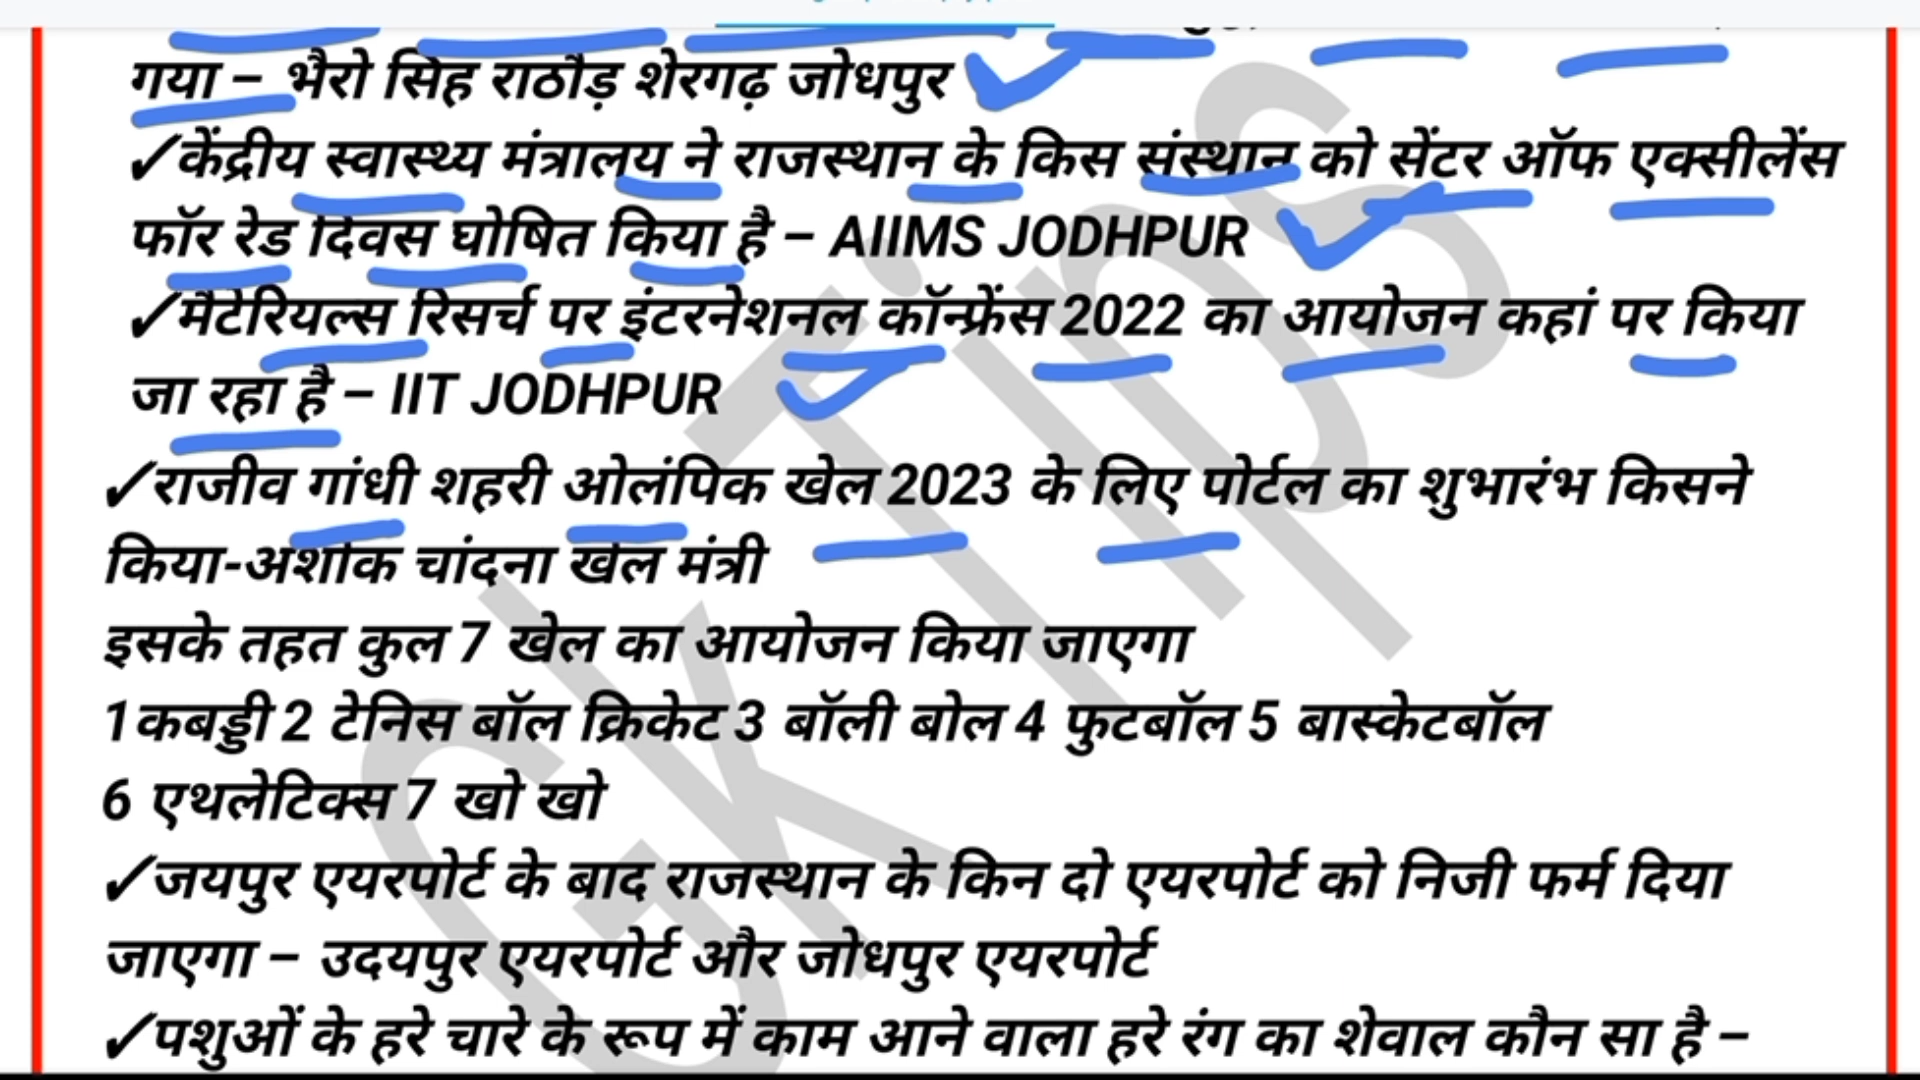 गया – भैरो सिंह राठौड़ शेरगढ़ जोधपुर
✓केंद्रीय स्वास्थ्य मंत्रालय ने राजस्थान के किस संस्थान को सेंटर ऑफ एक्सीलेंस
फॉर रेड दिवस घोषित किया है – AIIMS JODHPUR
✓मैटेरियल्स रिसर्च पर इंटरनेशनल कॉन्फ्रेंस 2022 का आयोजन कहां पर किया
जा रहा है – IIT JODHPUR
✓राजीव गांधी शहरी ओलंपिक खेल 2023 के लिए पोर्टल का शुभारंभ किसने
किया-अशोक चांदना खेल मंत्री
इसके तहत कुल 7 खेल का आयोजन किया जाएगा
1कबड्डी 2 टेनिस बॉल क्रिकेट 3 बॉली बोल 4 फुटबॉल 5 बास्केटबॉल
6 एथलेटिक्स 7 खो खो
✓जयपुर एयरपोर्ट के बाद राजस्थान के किन दो एयरपोर्ट को निजी फर्म दिया
जाएगा – उदयपुर एयरपोर्ट और जोधपुर एयरपोर्ट
✓पशुओं के हरे चारे के रूप में काम आने वाला हरे रंग का शेवाल कौन सा है –
Gk Tips